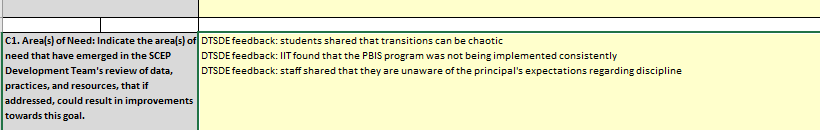 C1. Area(s) of Need: Indicate the area(s) of
need that have emerged in the SCEP
Development Team's review of data,
practices, and resources, that if
addressed, could result in improvements
towards this goal.
DTSDE feedback: students shared that transitions can be chaotic
DTSDE feedback: IIT found that the PBIS program was not being implemented consistently
DTSDE feedback: staff shared that they are unaware of the principal's expectations regarding discipline